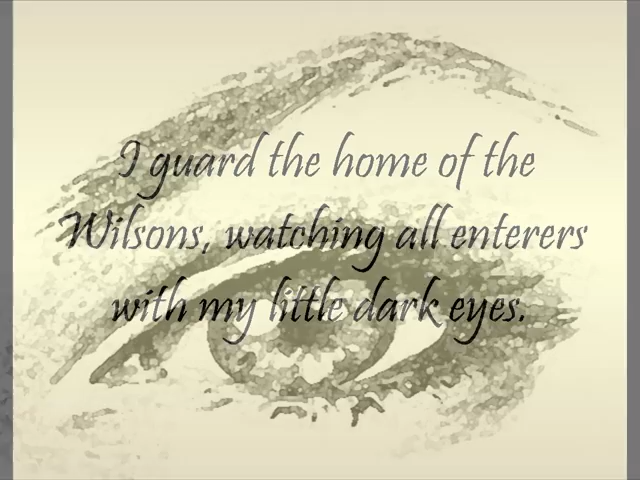 I guard the home of the
Wilsons, watching all enterers
with my little dark eyes.